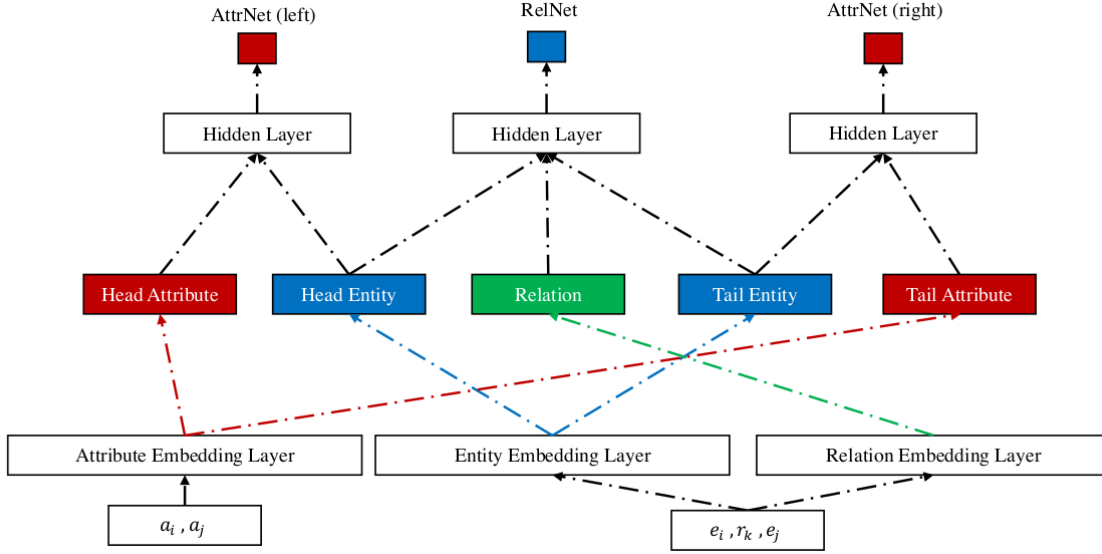 AttrNet (left)
RelNet
AttrNet (right)
Hidden Layer
Hidden Layer
Hidden Layer
Head Attribute
Head Entity
Relation
Tail Entity
Tail Attribute
Attribute Embedding Layer
Entity Embedding Layer
Relation Embedding Layer
a_i , a_j
e_i , r_k , e_j